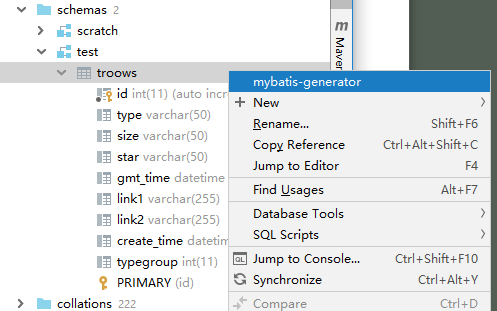 schemas 2
scratch
test
troows
id int(11) (auto incre
type varchar(50)
size varchar(50)
star varchar(50)
gmt_time datetime
link1 varchar(255)
link2 varchar(255)
create_time datetime
typegroup int(11)
PRIMARY (id)
collations 222
m
Maven
mybatis-generator
New
Rename... Shift+F6
Copy Reference Ctrl+Alt+Shift+C
Jump to Editor F4
Find Usages Alt+F7
Database Tools
SQL Scripts
QL Jump to Console... Ctrl+Shift+F10
Synchronize Ctrl+Alt+Y
Compare Ctrl+D